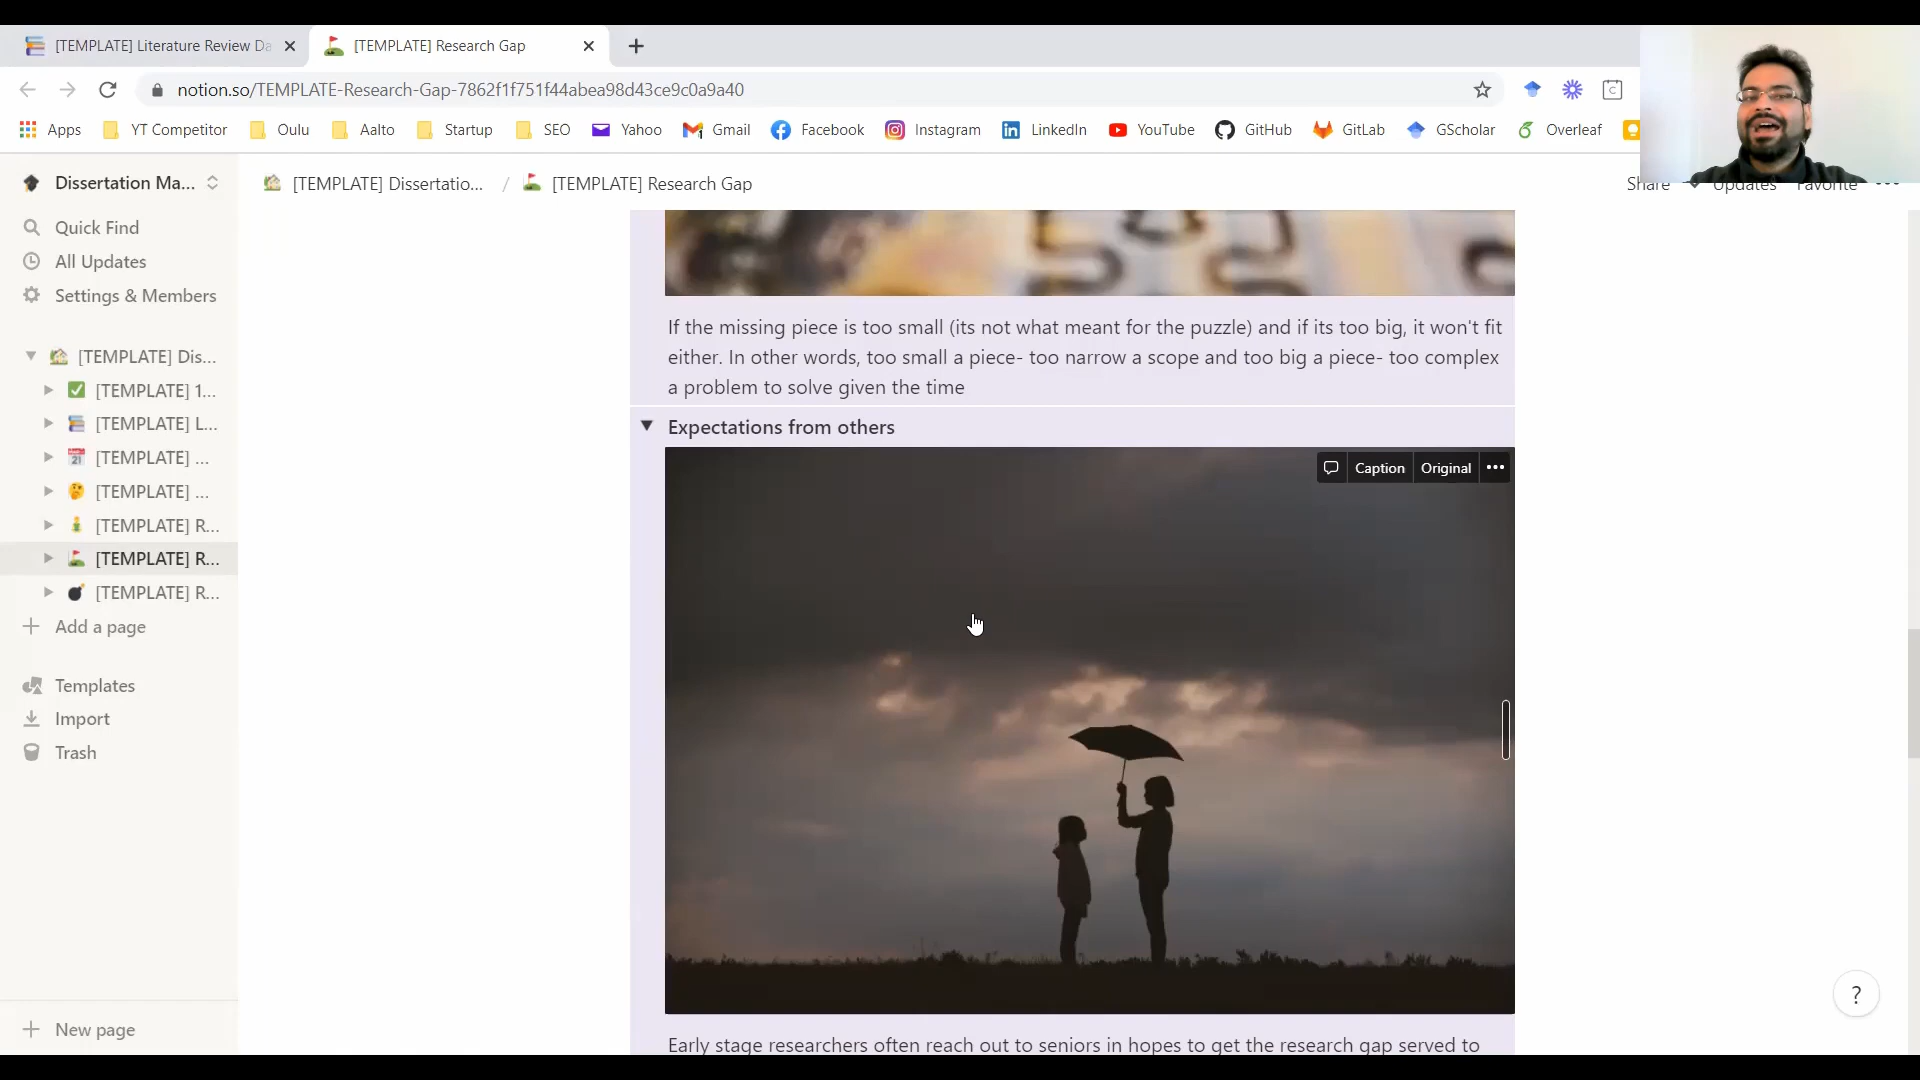 [TEMPLATE] Literature Review Da
[TEMPLATE] Research Gap
notion.so/TEMPLATE-Research-Gap-7862f1f751f44abea98d43ce9c0a9a40
Apps YT Competitor Oulu Aalto Startup SEO Yahoo Gmail Facebook Instagram LinkedIn YouTube GitHub GitLab GScholar Overleaf
Dissertation Ma...
[TEMPLATE] Dissertatio... / [TEMPLATE] Research Gap
Share Updates Favorite
Quick Find
All Updates
Settings & Members
[TEMPLATE] Dis...
[TEMPLATE] 1...
[TEMPLATE] L...
[TEMPLATE] ...
[TEMPLATE] ...
[TEMPLATE] R...
[TEMPLATE] R...
[TEMPLATE] R...
Add a page
Templates
Import
Trash
New page
If the missing piece is too small (its not what meant for the puzzle) and if its too big, it won't fit
either. In other words, too small a piece- too narrow a scope and too big a piece- too complex
a problem to solve given the time
Expectations from others
Caption Original
Early stage researchers often reach out to seniors in hopes to get the research gap served to
?